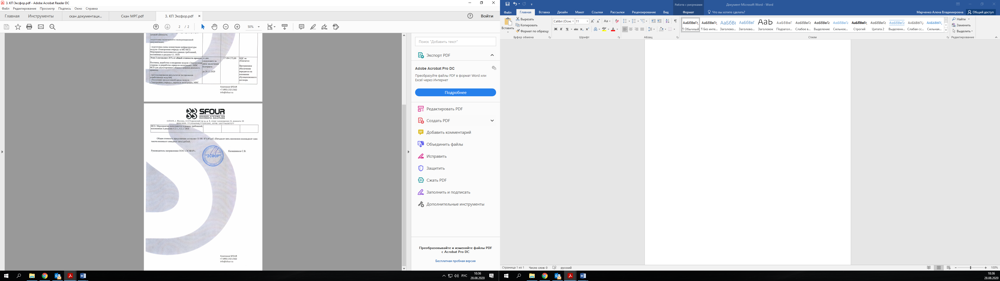 3. КП Эксфор.pdf - Adobe Acrobat Reader DC
Файл Редактирование Просмотр Подпись Окно Справка
Главная Инструменты скан документаци... Скан МРГ.pdf 3. КП Эксфор.pdf Войти
2 / 2 50%
-подготовка технической и эксплуатационной
документации;
- подготовка схемы коммутации инфраструктуры
модуля «Электронная очередь» в МО НСО.
Мероприятия выполняются в рамках требований,
изложенных в разделе 4.1. ООЗ
Этап 2 составляет 31% от общей стоимости проекта
Поставка, доработка и внедрение модуля «Электронная
очередь» и разработка сервисов интеграции с МИС
НСО для двухстороннего обмена в режиме реального
времени;
- протоколирование результатов тестирования
доработанных модулей;
- обновление продуктивной среды модуля
«Электронная очередь», сервисов интеграции, МИС
со дня
следующего за
днем заключения
Контракта
до 20.12.2020
17 094 375,00
НДС не
облагается
Программное
обеспечение
передается на
основании
сублицензионного
договора.
Компания SFOUR
+7 (495) 232-2162
info@sfour.ru
SFOUR
SENSORY SYSTEMS FOR
SUCCESSFUL SOLUTIONS
115419, г. Москва, 2-й Рощинский пр-д, д. 8, этаж 1, помещение II, комната 35
НСО. Мероприятия выполняются в рамках требований,
изложенных в разделах 4.2.1., 4.2.2. ООЗ
Общая стоимость предложения составляет 55 081 875,00 руб. (Пятьдесят пять миллионов восемьдесят одна
тысяча восемьсот семьдесят пять) рублей.
Руководитель направления ООО «ЭСФОР» Калашников С.В.
"ЭСФОР"
Компания SFOUR
+7 (495) 232-2162
info@sfour.ru
Поиск "Добавить текст"
Экспорт PDF
Adobe Acrobat Pro DC
Преобразуйте файлы PDF в формат Word или
Excel через Интернет
Подробнее
Редактировать PDF
Создать PDF
Добавить комментарий
Объединить файлы
Исправить
Защитить
Сжать PDF
Заполнить и подписать
Дополнительные инструменты
Преобразовывайте и изменяйте файлы PDF
с Acrobat Pro DC
Бесплатная пробная версия
РУС 10:36
28.08.2020
Работа с рисунками Документ Microsoft Word - Word
Файл Главная Вставка Дизайн Макет Ссылки Рассылки Рецензирование Вид Формат Что вы хотите сделать? Марченко Алена Владимировна Общий доступ
Вставить
Вырезать
Копировать
Формат по образцу
Буфер обмена
Calibri (Оснс 11
Ж К Ч abc x₂ x²
Шрифт
Абзац
АаБбВвГг, АаБбВвГг, АаБбВı АаБбВвГ Aab АаБбВвГ АаБбВвГг АаБбВвГг АаБбВвГг АаБбВвГг, АаБбВвГг АаБбВвГг ААББВВГГ, ААББВВГГ,
¶ Обычный ¶ Без инте... Заголово... Заголово... Заголовок Подзагол... Слабое в... Выделение Сильное... Строгий Цитата 2 Выделенн... Слабая сс... Сильная...
Стили
Найти
Заменить
Выделить
Редактирование
Страница 1 из 1 Число слов: 0 русский 100%
10:36
28.08.2020